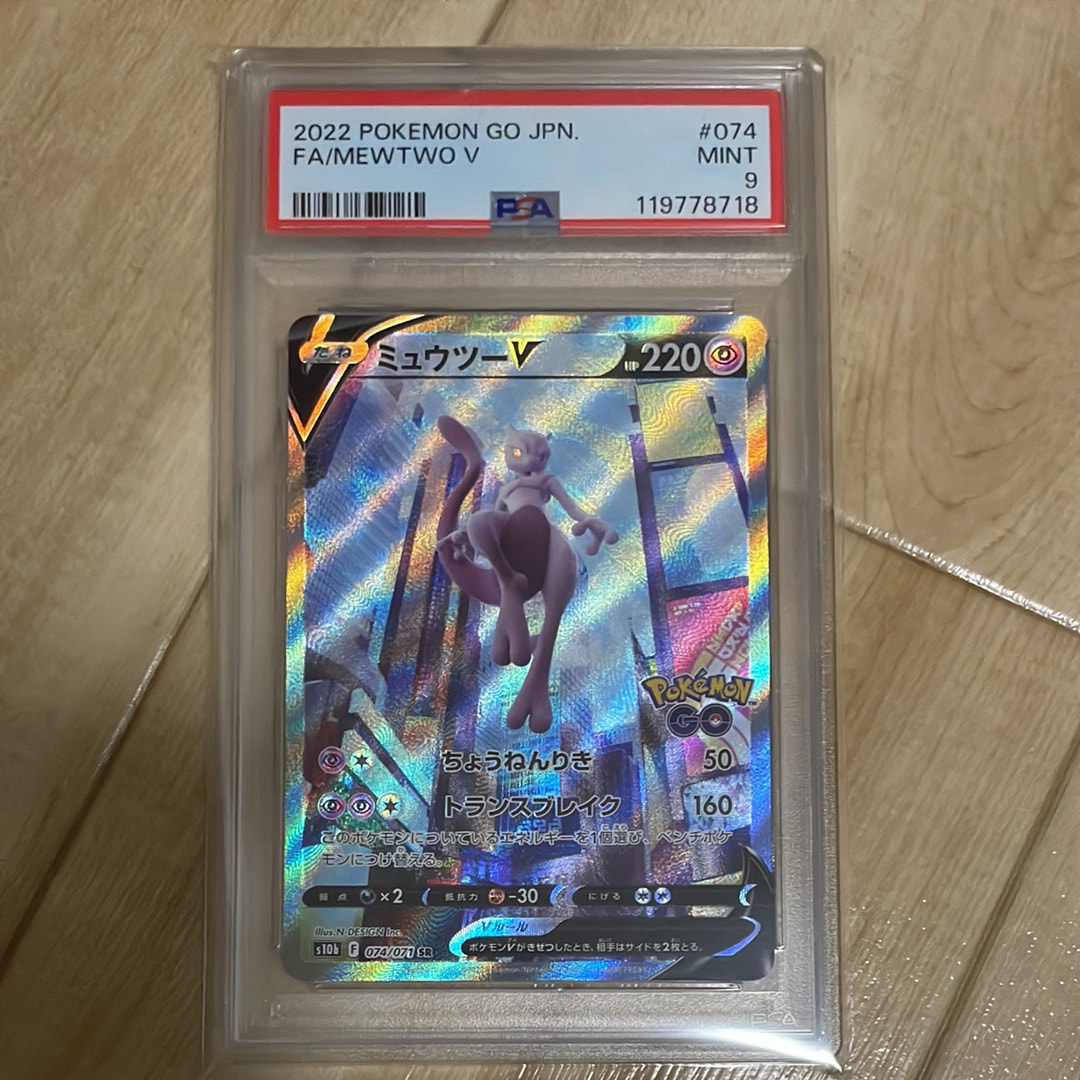 2022 POKEMON GO JPN.
#074
FA/MEWTWO V
MINT
9
PSA
119778718
たね
ミュウツーV
HP 220
Pokémon
GO
ちょうねんりき
50
トランスブレイク
160
このポケモンについているエネルギーを1個選び、ベンチポケ
モンにつけ替える。
弱点
×2
抵抗力
-30
にげる
Vルール
ポケモンVがきぜつしたとき、相手はサイドを2枚とる。
Illus. N-DESIGN Inc.
s10b F 074/071 SR
PSA